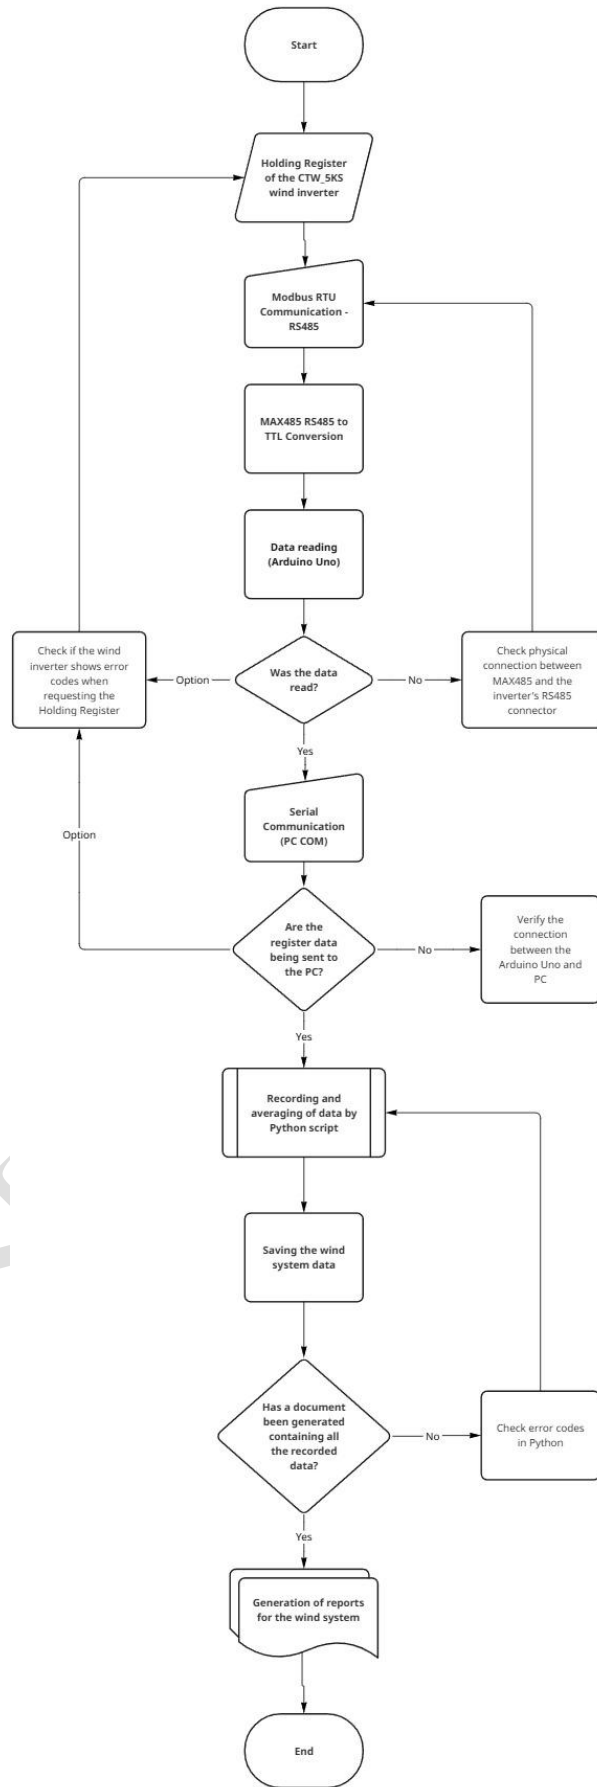 Start
Holding Register
of the CTW_5KS
wind inverter
Modbus RTU
Communication -
RS485
MAX485 RS485 to
TTL Conversion
Data reading
(Arduino Uno)
Check if the wind
inverter shows error
codes when
requesting the
Holding Register
Option
Was the data
read?
No
Check physical
connection between
MAX485 and the
inverter's RS485
connector
Yes
Serial
Communication
(PC COM)
Option
Are the
register data
being sent to
the PC?
No
Verify the
connection
between the
Arduino Uno and
PC
Yes
Recording and
averaging of data by
Python script
Saving the wind
system data
Has a document
been generated
containing all
the recorded
data?
No
Check error codes
in Python
Yes
Generation of reports
for the wind system
End